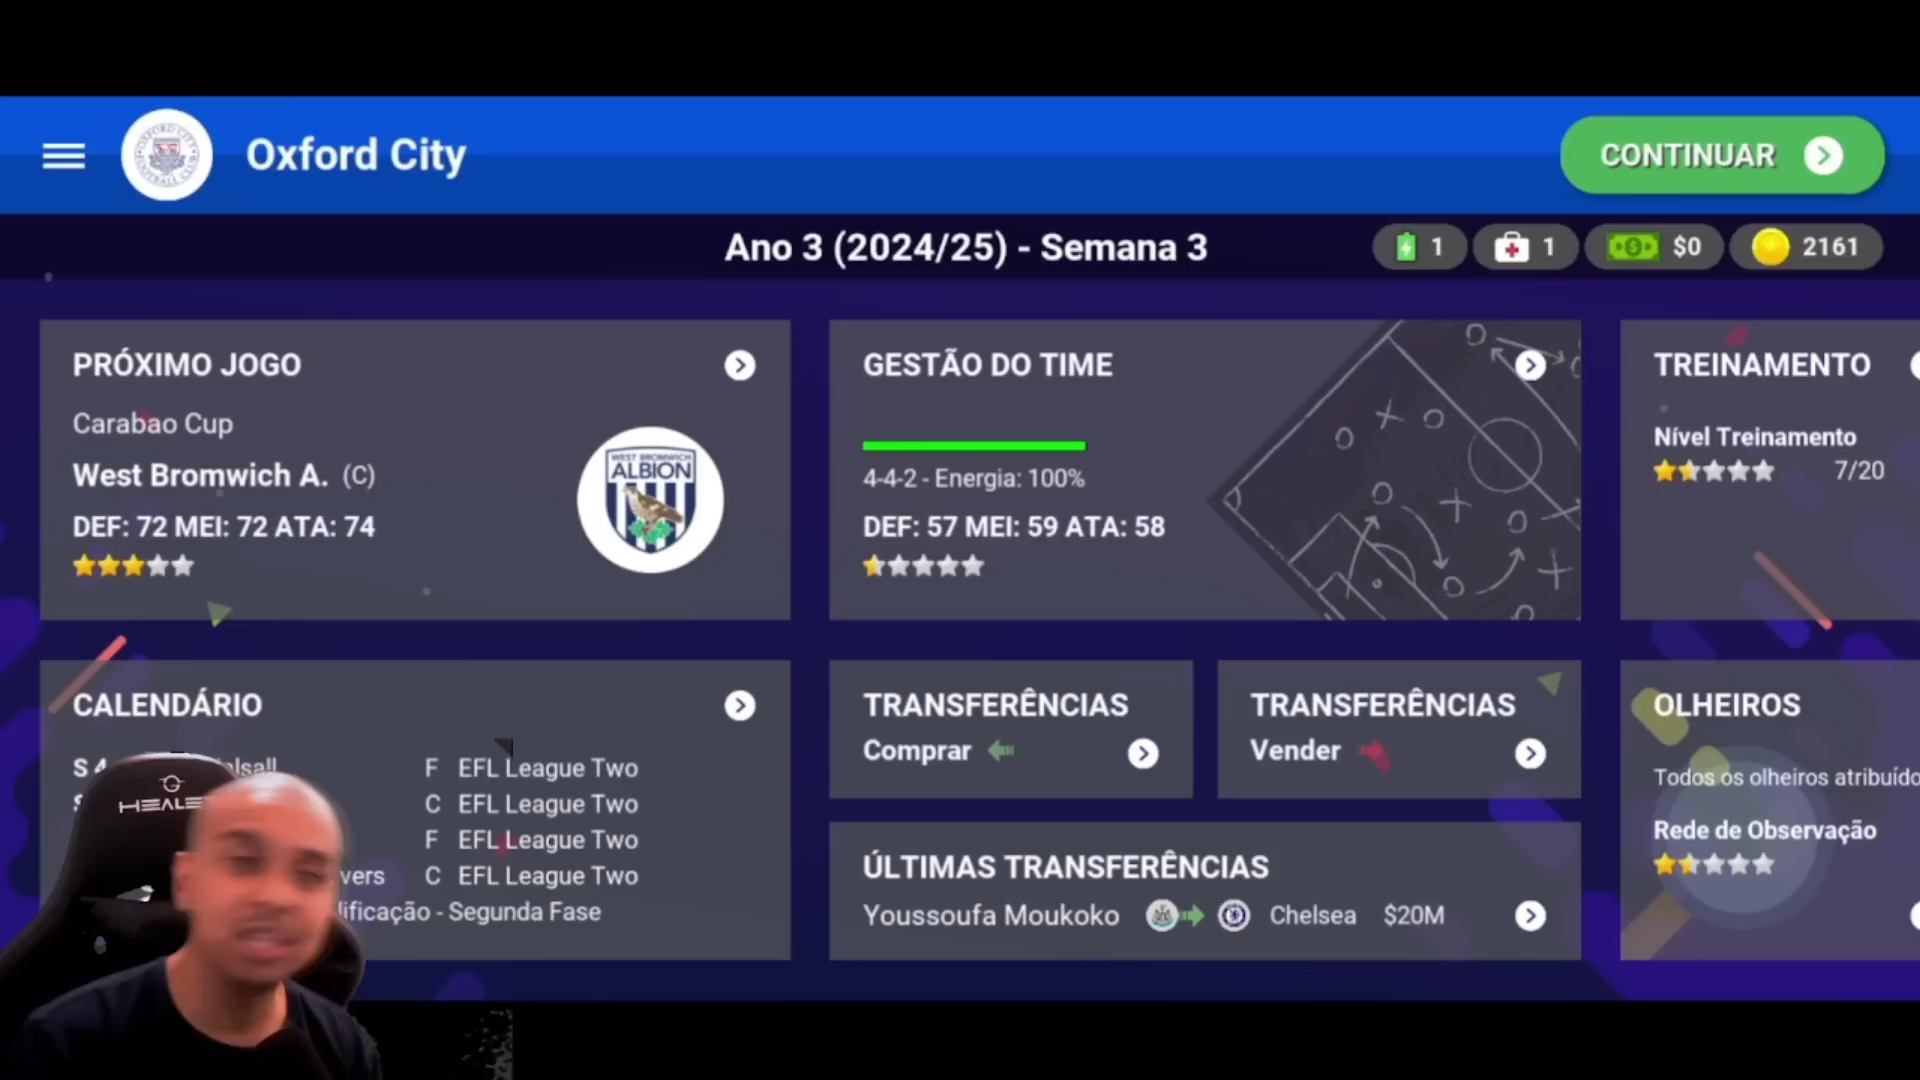 Oxford City
CONTINUAR
Ano 3 (2024/25) - Semana 3
1
1
$0
2161
PRÓXIMO JOGO
Carabao Cup
West Bromwich A. (C)
DEF: 72 MEI: 72 ATA: 74
WEST BROMWICH
ALBION
GESTÃO DO TIME
4-4-2 - Energia: 100%
DEF: 57 MEI: 59 ATA: 58
TREINAMENTO
Nível Treinamento
7/20
CALENDÁRIO
S 4 F EFL League Two
C EFL League Two
F EFL League Two
C EFL League Two
- Segunda Fase
TRANSFERÊNCIAS
Comprar
TRANSFERÊNCIAS
Vender
ÚLTIMAS TRANSFERÊNCIAS
Youssoufa Moukoko Chelsea $20M
OLHEIROS
Todos os olheiros
Rede de Observação